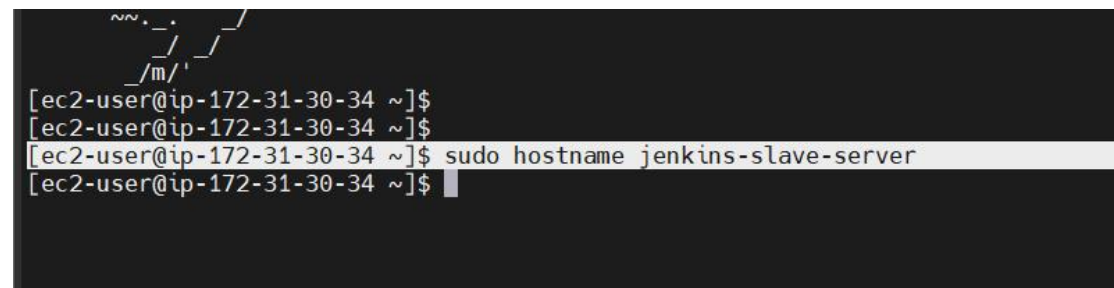 ~~._.   _/
_/ _/
_/m/'
[ec2-user@ip-172-31-30-34 ~]$
[ec2-user@ip-172-31-30-34 ~]$
[ec2-user@ip-172-31-30-34 ~]$ sudo hostname jenkins-slave-server
[ec2-user@ip-172-31-30-34 ~]$